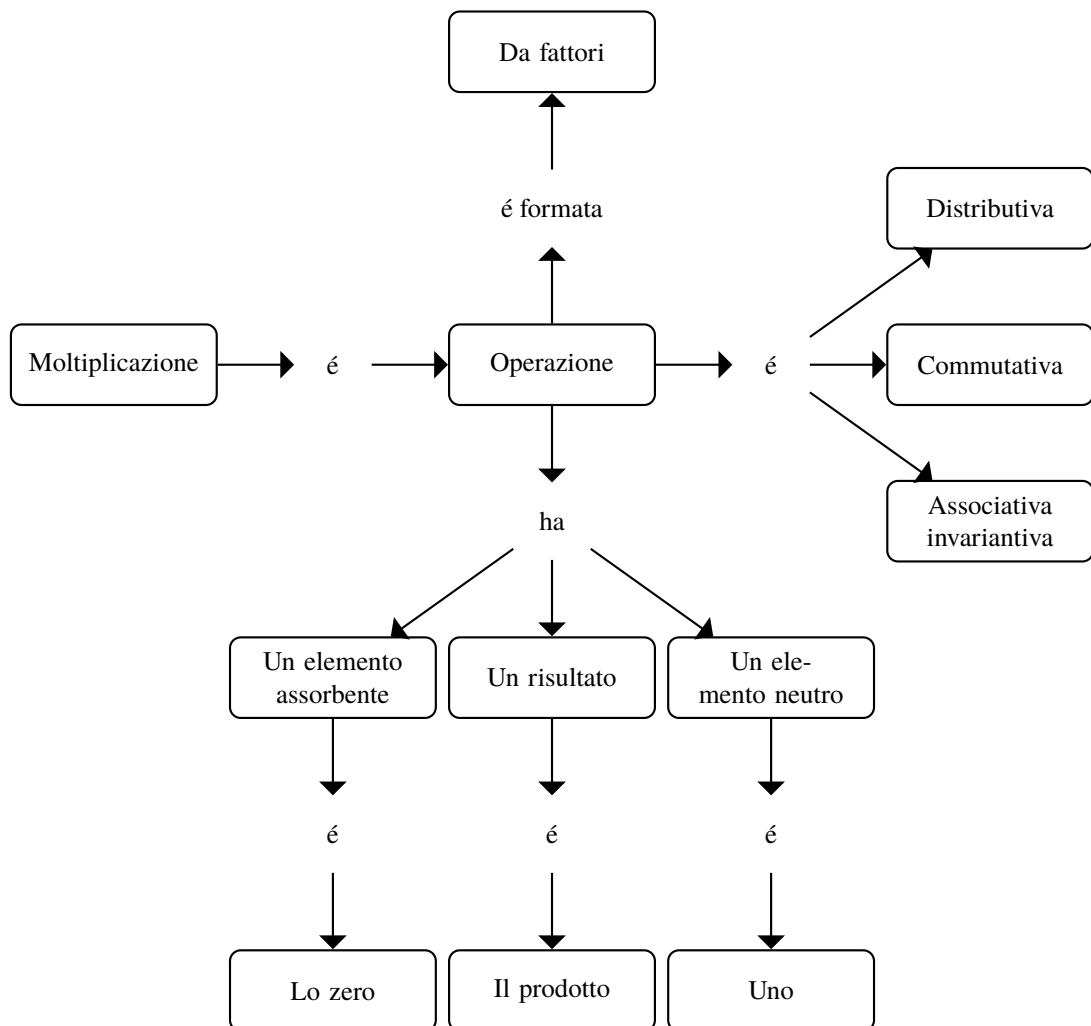 Da fattori
é formata
Distributiva
Moltiplicazione
é
Operazione
é
Commutativa
Associativa
invariantiva
ha
Un elemento
assorbente
Un risultato
Un ele-
mento neutro
é
é
é
Lo zero
Il prodotto
Uno